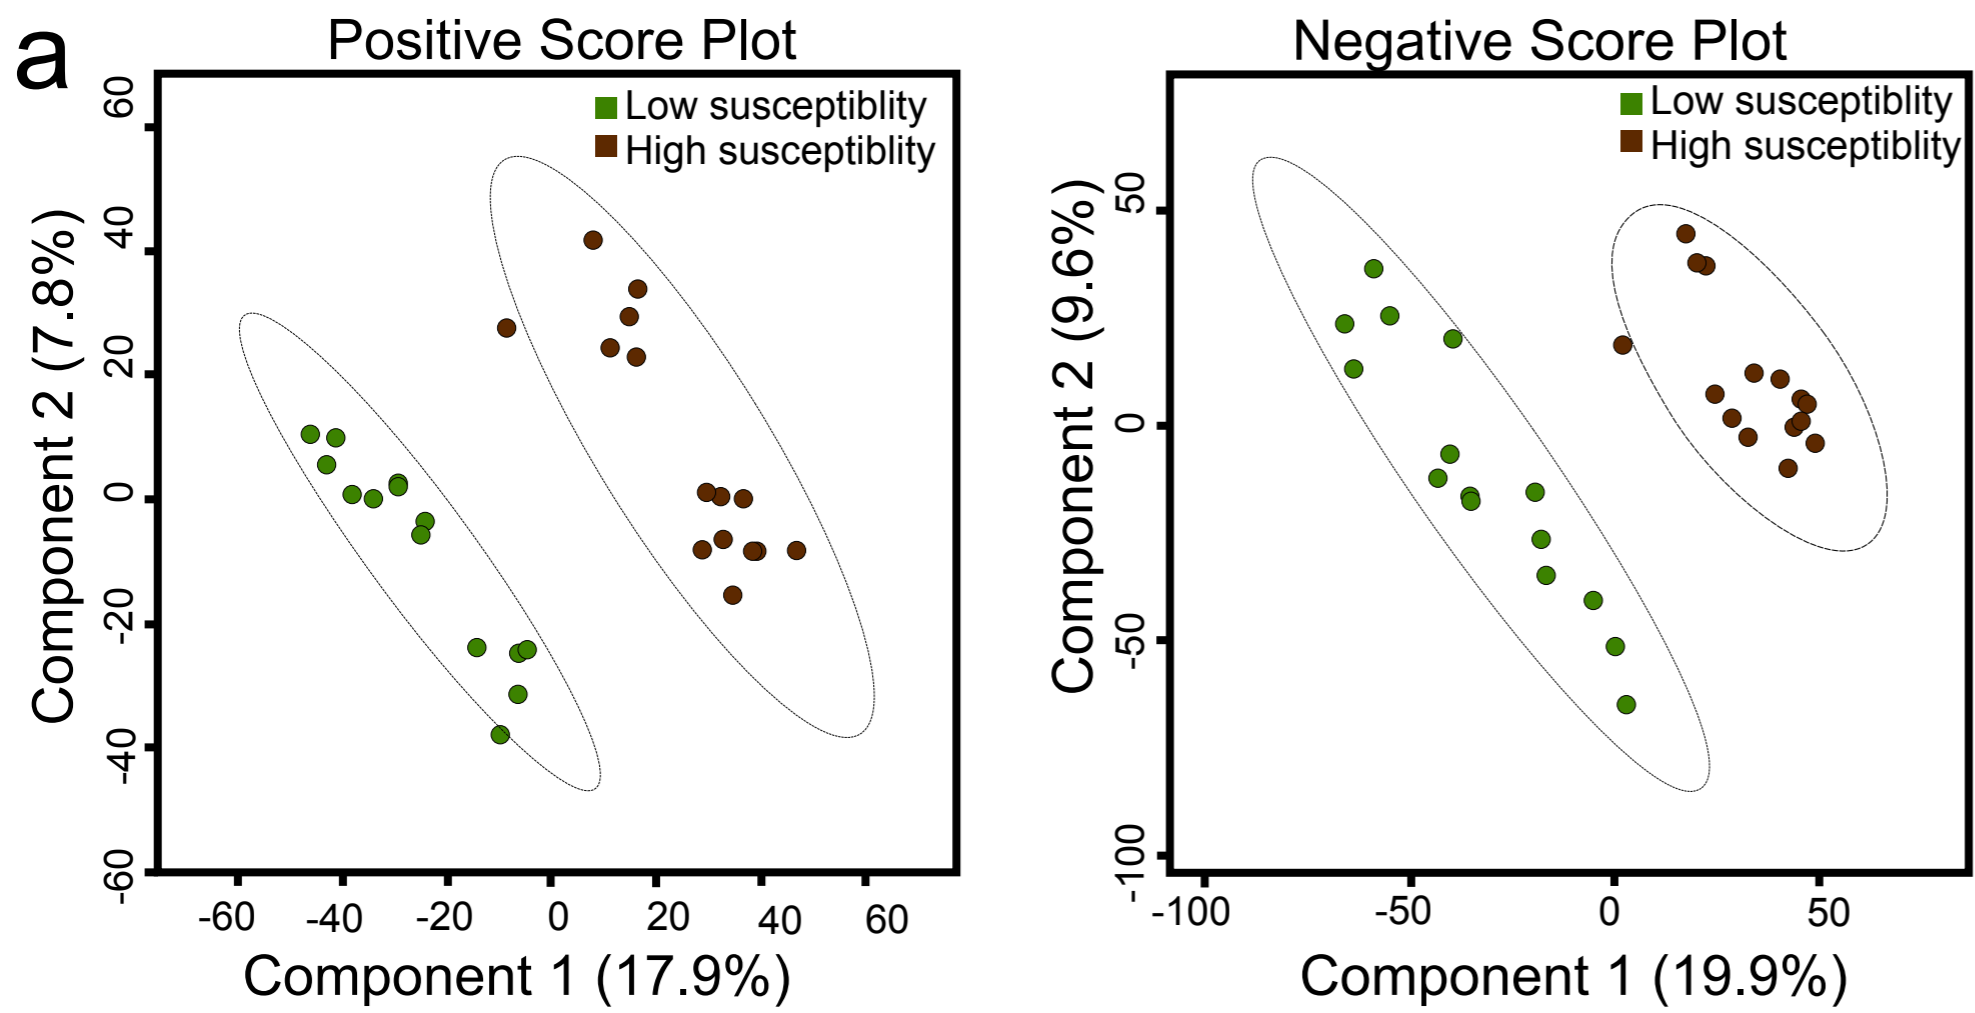 a
Positive Score Plot
Low susceptiblity
High susceptiblity
Component 2 (7.8%)
60
40
20
0
-20
-40
-60
-60 -40 -20 0 20 40 60
Component 1 (17.9%)
Negative Score Plot
Low susceptiblity
High susceptiblity
Component 2 (9.6%)
50
0
-50
-100
-100 -50 0 50
Component 1 (19.9%)